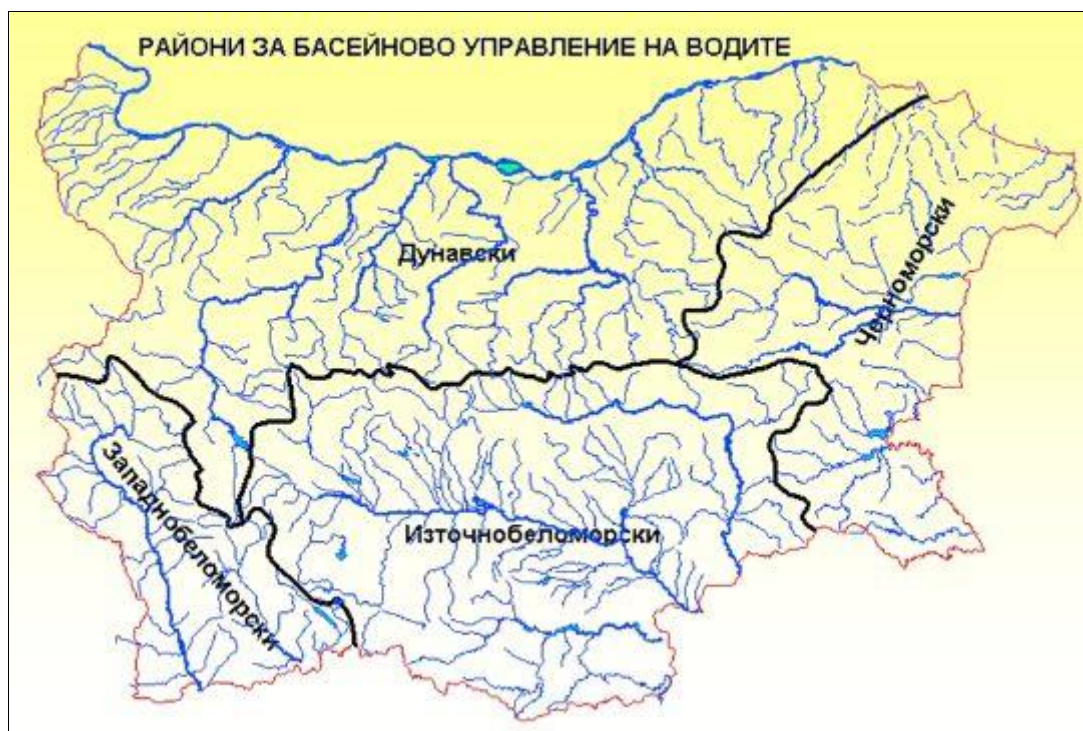 РАЙОНИ ЗА БАСЕЙНОВО УПРАВЛЕНИЕ НА ВОДИТЕ
Дунавски
Черноморски
Западнобеломорски
Източнобеломорски